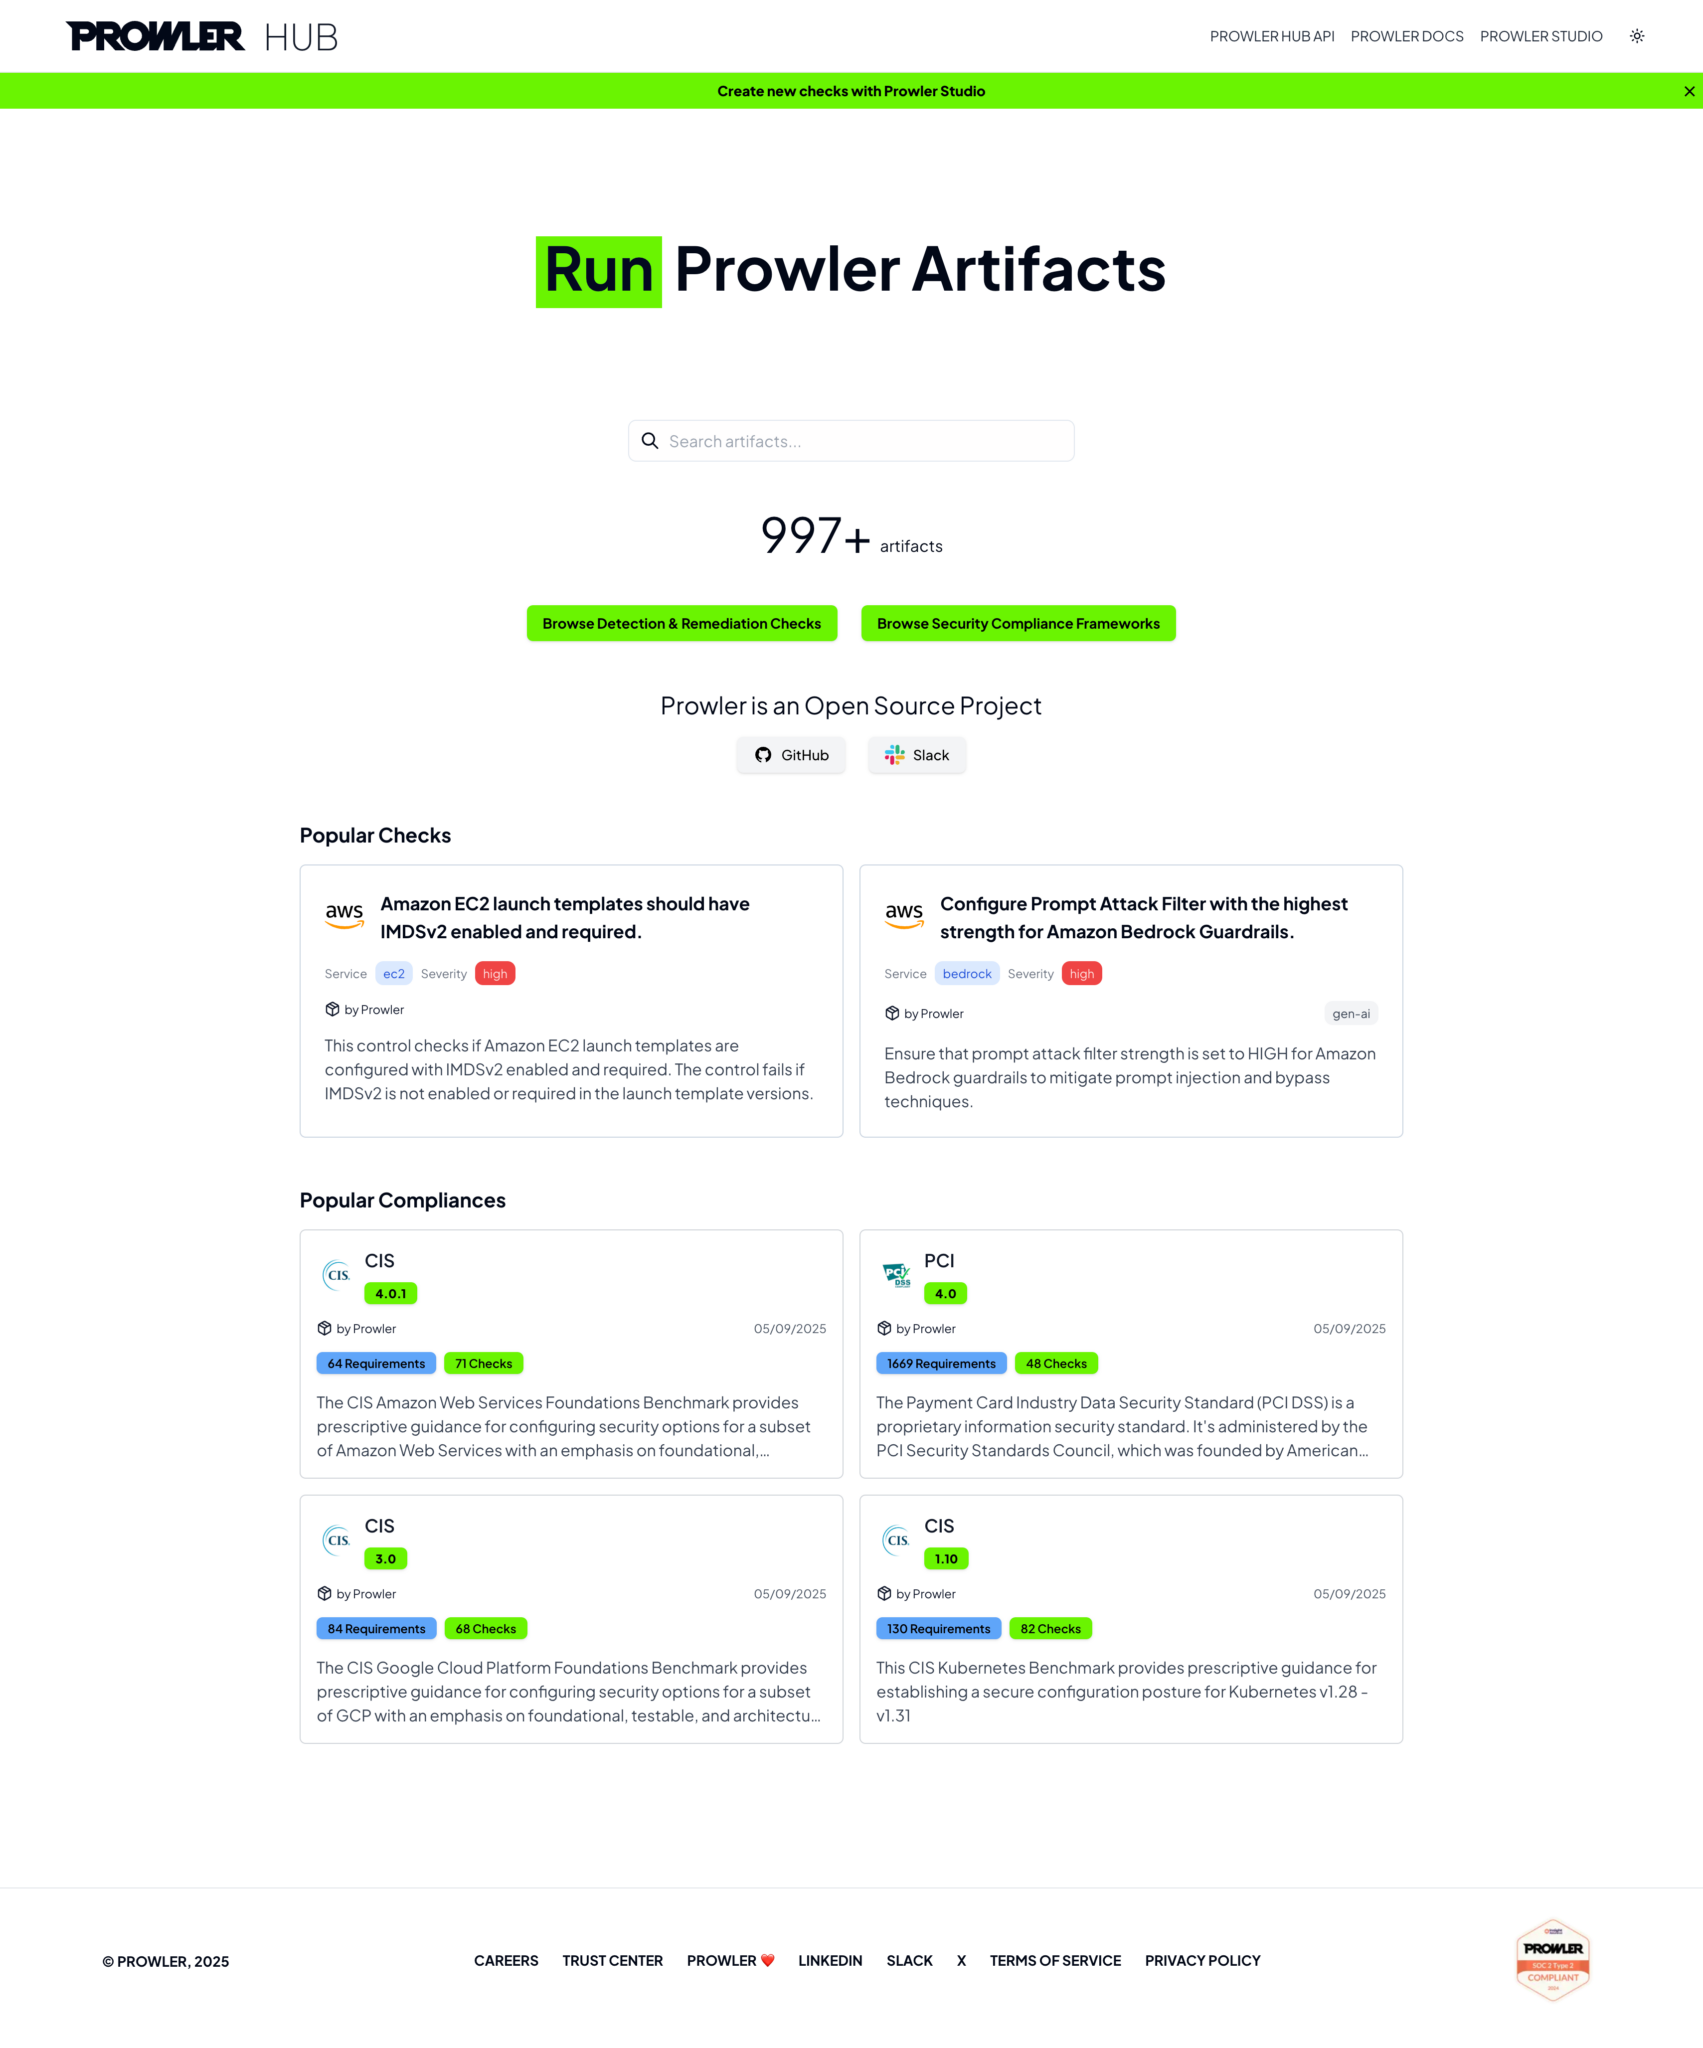 PROWLER HUB
PROWLER HUB API PROWLER DOCS PROWLER STUDIO
Create new checks with Prowler Studio
Run Prowler Artifacts
Search artifacts...
997+ artifacts
Browse Detection & Remediation Checks
Browse Security Compliance Frameworks
Prowler is an Open Source Project
GitHub
Slack
Popular Checks
aws
Amazon EC2 launch templates should have
IMDSv2 enabled and required.
Service ec2 Severity high
by Prowler
This control checks if Amazon EC2 launch templates are
configured with IMDSv2 enabled and required. The control fails if
IMDSv2 is not enabled or required in the launch template versions.
aws
Configure Prompt Attack Filter with the highest
strength for Amazon Bedrock Guardrails.
Service bedrock Severity high
by Prowler
gen-ai
Ensure that prompt attack filter strength is set to HIGH for Amazon
Bedrock guardrails to mitigate prompt injection and bypass
techniques.
Popular Compliances
CIS.
CIS
4.0.1
by Prowler
05/09/2025
64 Requirements 71 Checks
The CIS Amazon Web Services Foundations Benchmark provides
prescriptive guidance for configuring security options for a subset
of Amazon Web Services with an emphasis on foundational,...
PCI DSS
PCI
4.0
by Prowler
05/09/2025
1669 Requirements 48 Checks
The Payment Card Industry Data Security Standard (PCI DSS) is a
proprietary information security standard. It's administered by the
PCI Security Standards Council, which was founded by American...
CIS.
CIS
3.0
by Prowler
05/09/2025
84 Requirements 68 Checks
The CIS Google Cloud Platform Foundations Benchmark provides
prescriptive guidance for configuring security options for a subset
of GCP with an emphasis on foundational, testable, and architectu...
CIS.
CIS
1.10
by Prowler
05/09/2025
130 Requirements 82 Checks
This CIS Kubernetes Benchmark provides prescriptive guidance for
establishing a secure configuration posture for Kubernetes v1.28 -
v1.31
© PROWLER, 2025
CAREERS TRUST CENTER PROWLER ❤️ LINKEDIN SLACK X TERMS OF SERVICE PRIVACY POLICY
PROWLER
SOC 2 Type 2
COMPLIANT